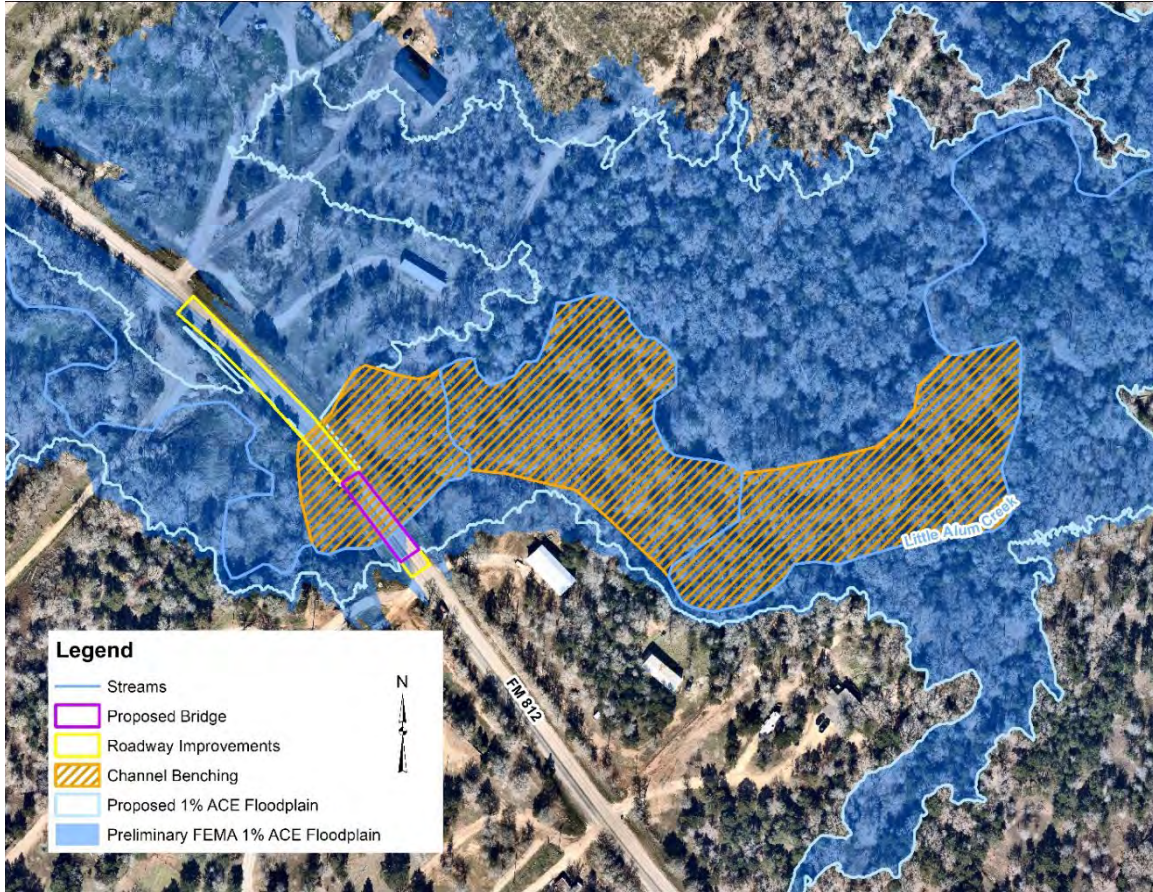 Little Alum Creek
FM 812
Legend
N
Streams
Proposed Bridge
Roadway Improvements
Channel Benching
Proposed 1% ACE Floodplain
Preliminary FEMA 1% ACE Floodplain